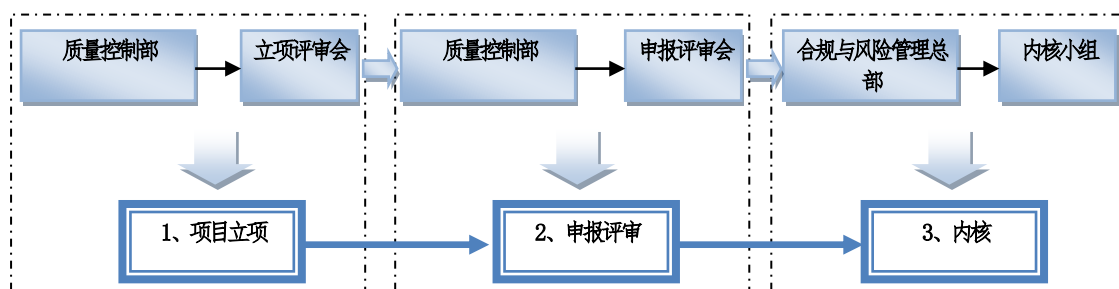 质量控制部
立项评审会
质量控制部
申报评审会
合规与风险管理总
部
内核小组
1、项目立项
2、申报评审
3、内核